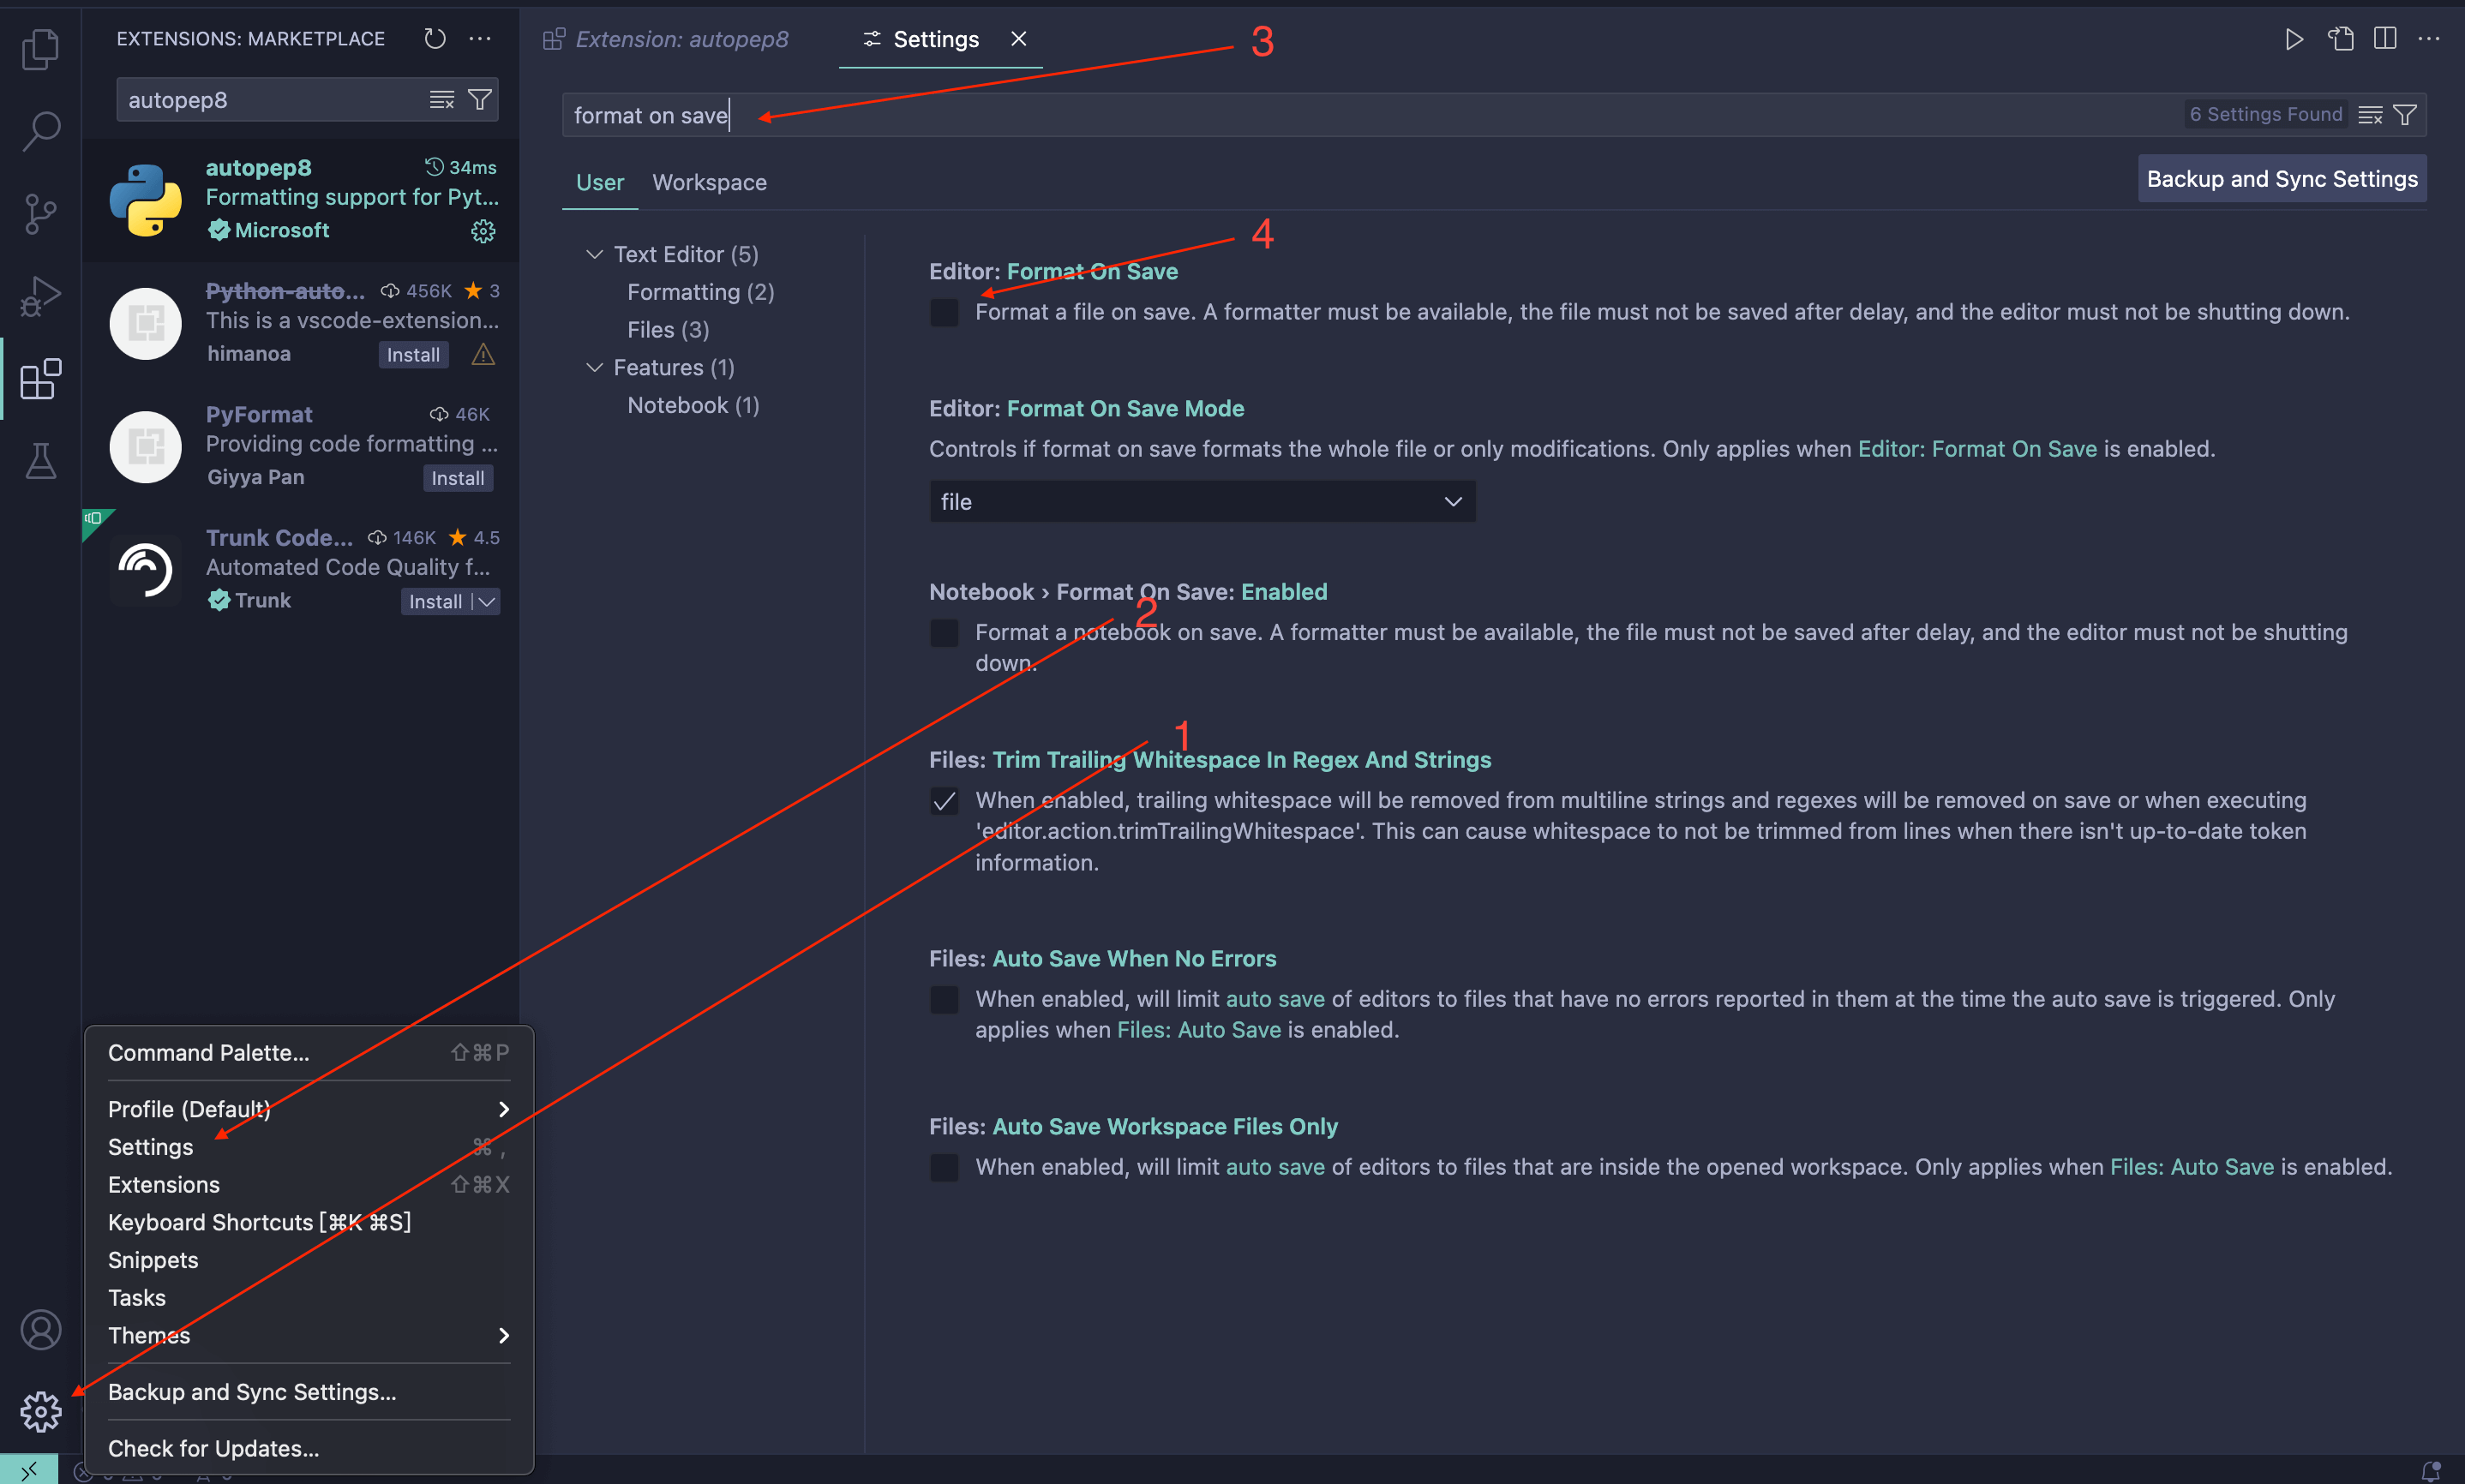 EXTENSIONS: MARKETPLACE
autopep8
autopep8 34ms
Formatting support for Pyt...
Microsoft
Python-auto... 456K 3
This is a vscode-extension...
himanoa Install
PyFormat 46K
Providing code formatting ...
Giyya Pan Install
Trunk Code... 146K 4.5
Automated Code Quality f...
Trunk Install
Command Palette... ⇧⌘P
Profile (Default)
Settings ⌘ ,
Extensions ⇧⌘X
Keyboard Shortcuts [⌘K ⌘S]
Snippets
Tasks
Themes
Backup and Sync Settings...
Check for Updates...
Extension: autopep8 Settings
3
format on save 6 Settings Found
User Workspace Backup and Sync Settings
4
Text Editor (5)
Formatting (2)
Files (3)
Features (1)
Notebook (1)
Editor: Format On Save
Format a file on save. A formatter must be available, the file must not be saved after delay, and the editor must not be shutting down.
Editor: Format On Save Mode
Controls if format on save formats the whole file or only modifications. Only applies when Editor: Format On Save is enabled.
file
Notebook › Format On Save: Enabled
2
Format a notebook on save. A formatter must be available, the file must not be saved after delay, and the editor must not be shutting
down.
1
Files: Trim Trailing Whitespace In Regex And Strings
When enabled, trailing whitespace will be removed from multiline strings and regexes will be removed on save or when executing
'editor.action.trimTrailingWhitespace'. This can cause whitespace to not be trimmed from lines when there isn't up-to-date token
information.
Files: Auto Save When No Errors
When enabled, will limit auto save of editors to files that have no errors reported in them at the time the auto save is triggered. Only
applies when Files: Auto Save is enabled.
Files: Auto Save Workspace Files Only
When enabled, will limit auto save of editors to files that are inside the opened workspace. Only applies when Files: Auto Save is enabled.